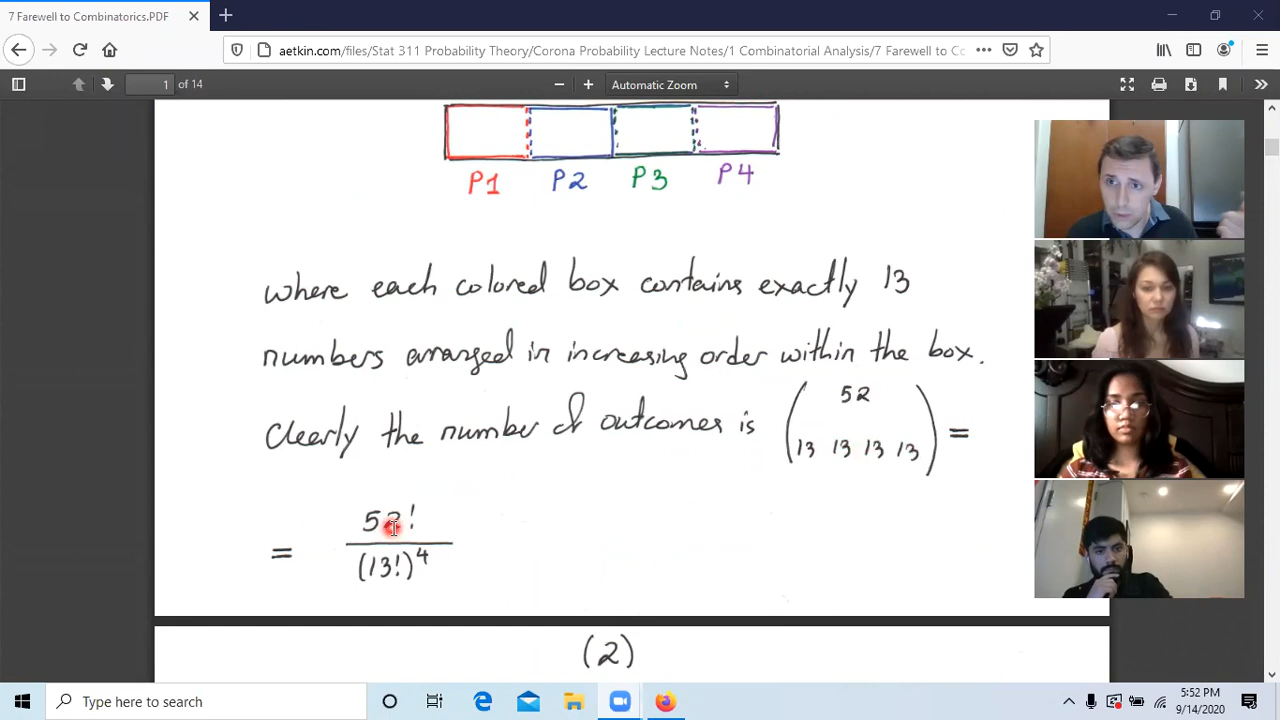 7 Farewell to Combinatorics.PDF
aetkin.com/files/Stat 311 Probability Theory/Corona Probability Lecture Notes/1 Combinatorial Analysis/7 Farewell to Co
1 of 14
Automatic Zoom
P1 P2 P3 P4
where each colored box contains exactly 13
numbers arranged in increasing order within the box.
Clearly the number of outcomes is (52
13 13 13 13) =
= 52!
(13!)4
(2)
Type here to search
5:52 PM
9/14/2020